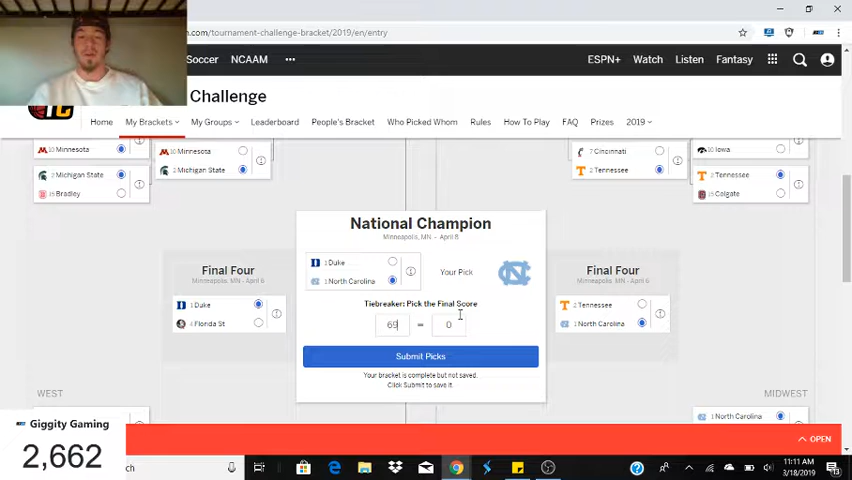 .com/tournament-challenge-bracket/2019/en/entry
Soccer NCAAM ••• ESPN+ Watch Listen Fantasy
Challenge
Home My Brackets My Groups Leaderboard People's Bracket Who Picked Whom Rules How To Play FAQ Prizes 2019
10 Minnesota
10 Minnesota
7 Cincinnati
10 Iowa
2 Michigan State
2 Michigan State
2 Tennessee
2 Tennessee
15 Bradley
15 Colgate
National Champion
Minneapolis, MN - April 8
1 Duke
1 North Carolina
Your Pick
NC
Tiebreaker: Pick the Final Score
69 = 0
Submit Picks
Your bracket is complete but not saved.
Click Submit to save it.
Final Four
Minneapolis, MN - April 6
1 Duke
4 Florida St
Final Four
Minneapolis, MN - April 6
2 Tennessee
1 North Carolina
WEST
MIDWEST
1 North Carolina
Giggity Gaming
2,662
OPEN
rch
11:11 AM
3/18/2019